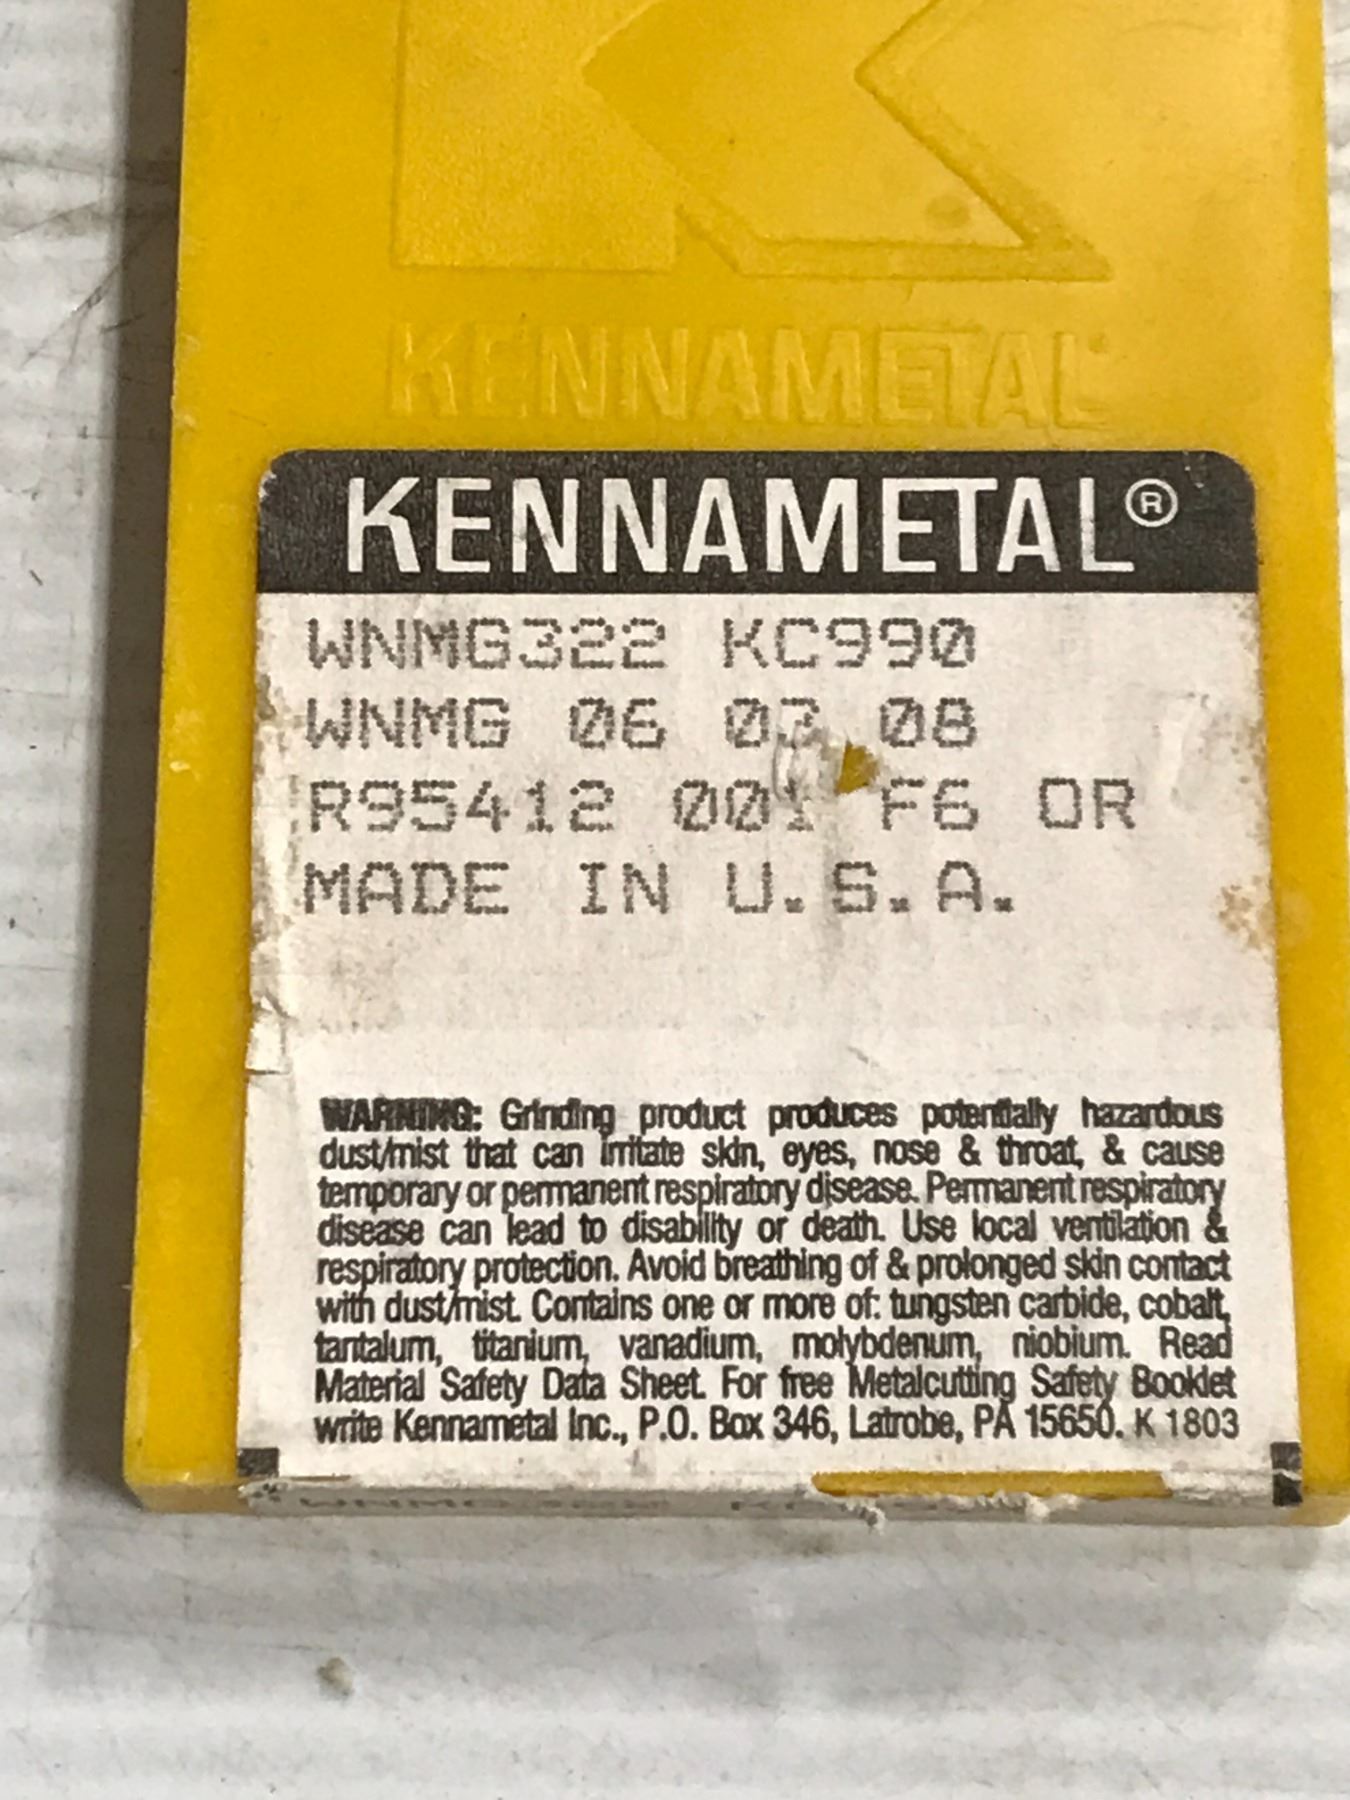 KENNAMETAL
KENNAMETAL®
WNMG322 KC990
WNMG 06 03 08
R95412 001 F6 OR
MADE IN U.S.A.
WARNING: Grinding product produces potentially hazardous
dust/mist that can irritate skin, eyes, nose & throat, & cause
temporary or permanent respiratory disease. Permanent respiratory
disease can lead to disability or death. Use local ventilation &
respiratory protection. Avoid breathing of & prolonged skin contact
with dust/mist. Contains one or more of: tungsten carbide, cobalt,
tantalum, titanium, vanadium, molybdenum, niobium. Read
Material Safety Data Sheet. For free Metalcutting Safety Booklet
write Kennametal Inc., P.O. Box 346, Latrobe, PA 15650. K 1803